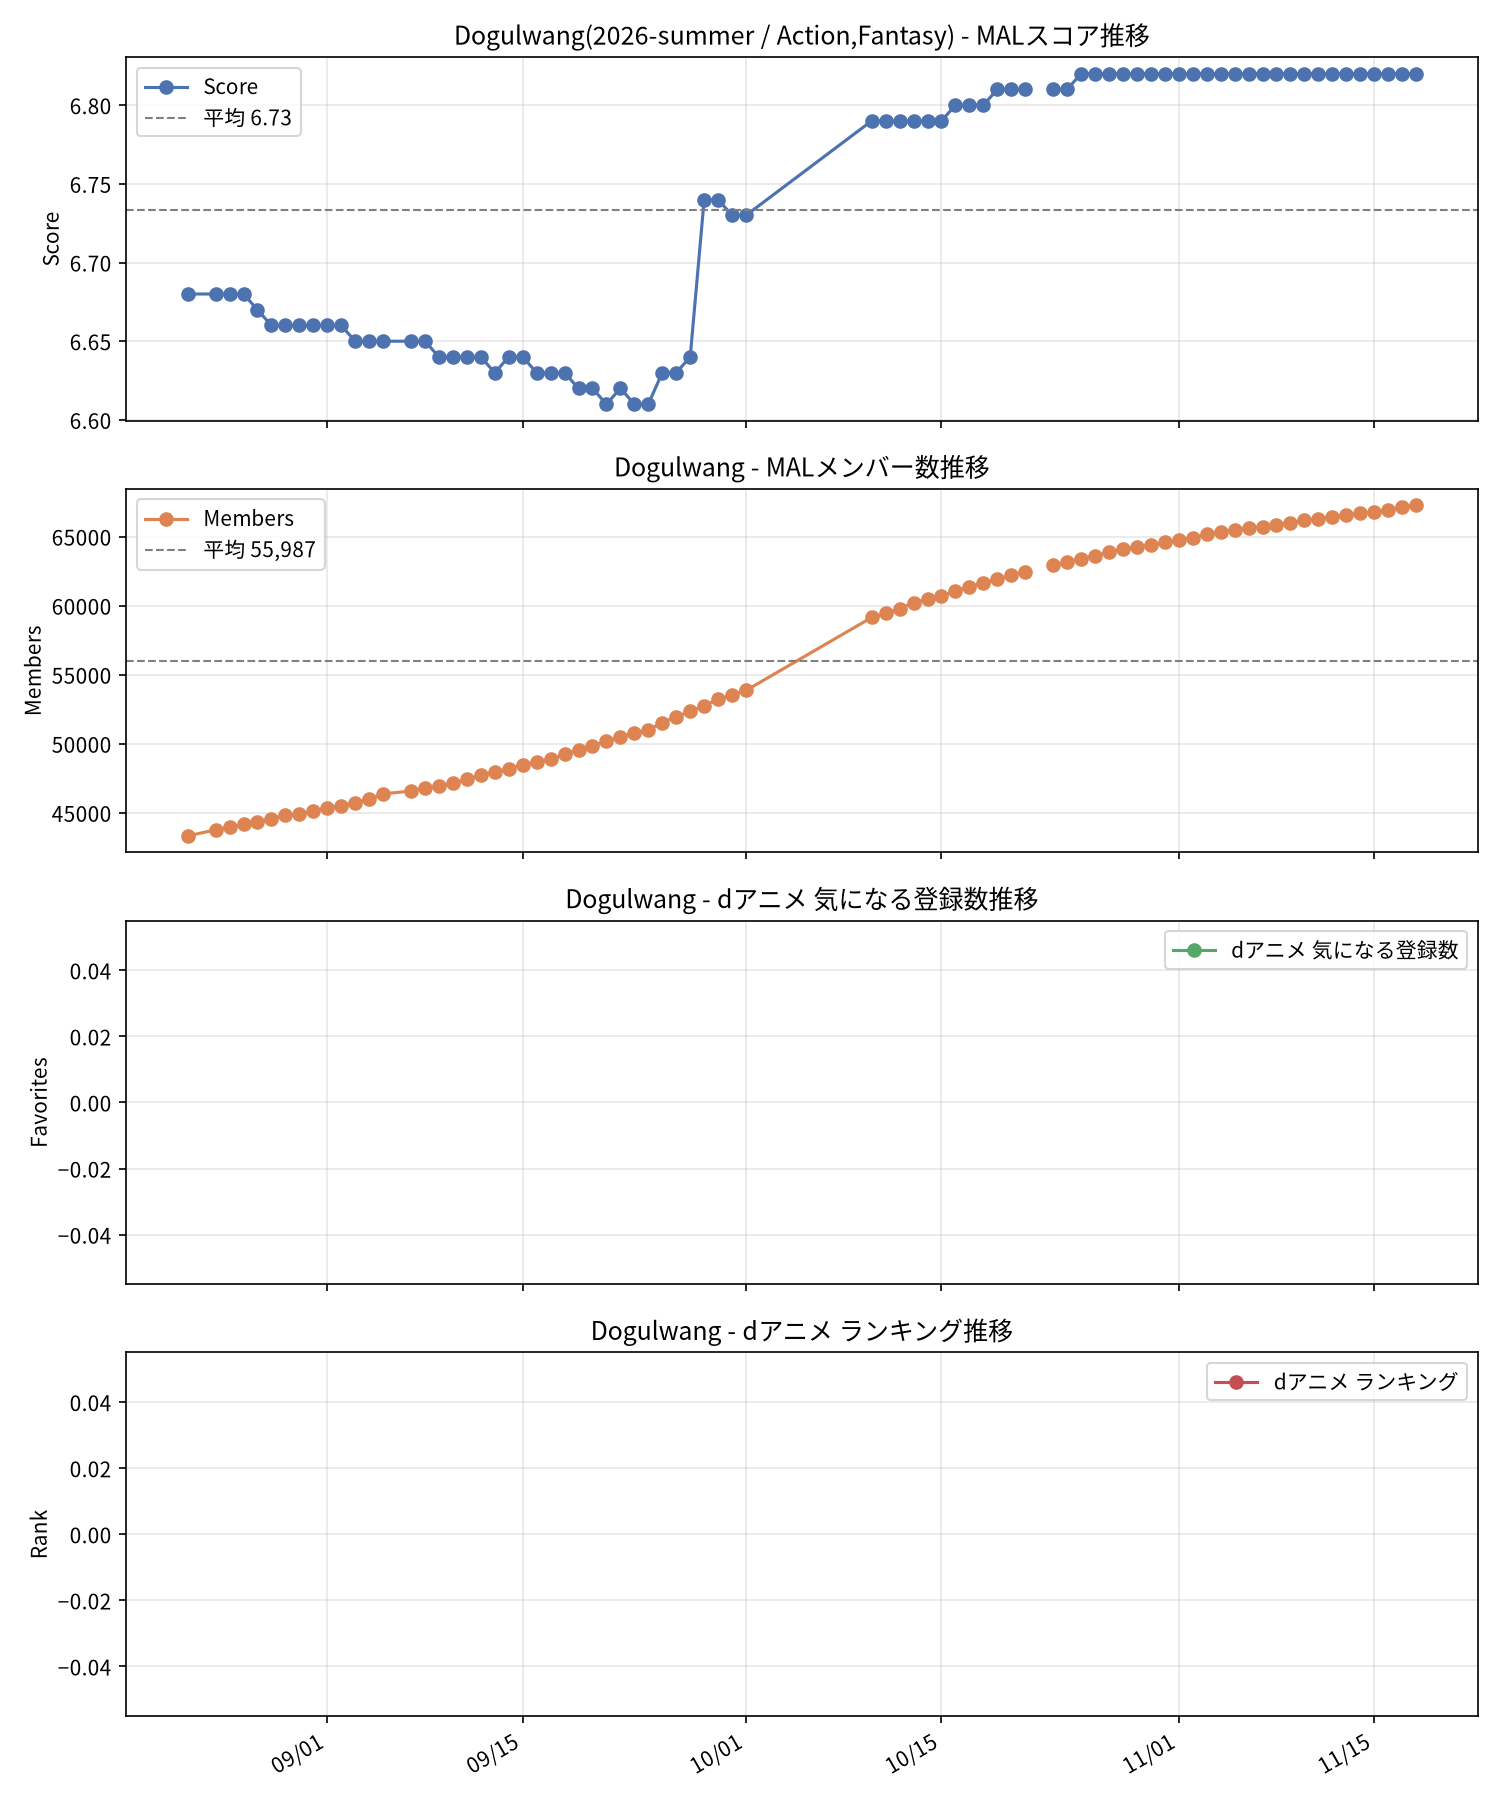 Dogulwang(2026-summer / Action,Fantasy) - MALスコア推移
Score
平均 6.73
Score
6.80
6.75
6.70
6.65
6.60
Dogulwang - MALメンバー数推移
Members
平均 55,987
Members
65000
60000
55000
50000
45000
Dogulwang - dアニメ 気になる登録数推移
dアニメ 気になる登録数
Favorites
0.04
0.02
0.00
−0.02
−0.04
Dogulwang - dアニメ ランキング推移
dアニメ ランキング
Rank
0.04
0.02
0.00
−0.02
−0.04
09/01
09/15
10/01
10/15
11/01
11/15